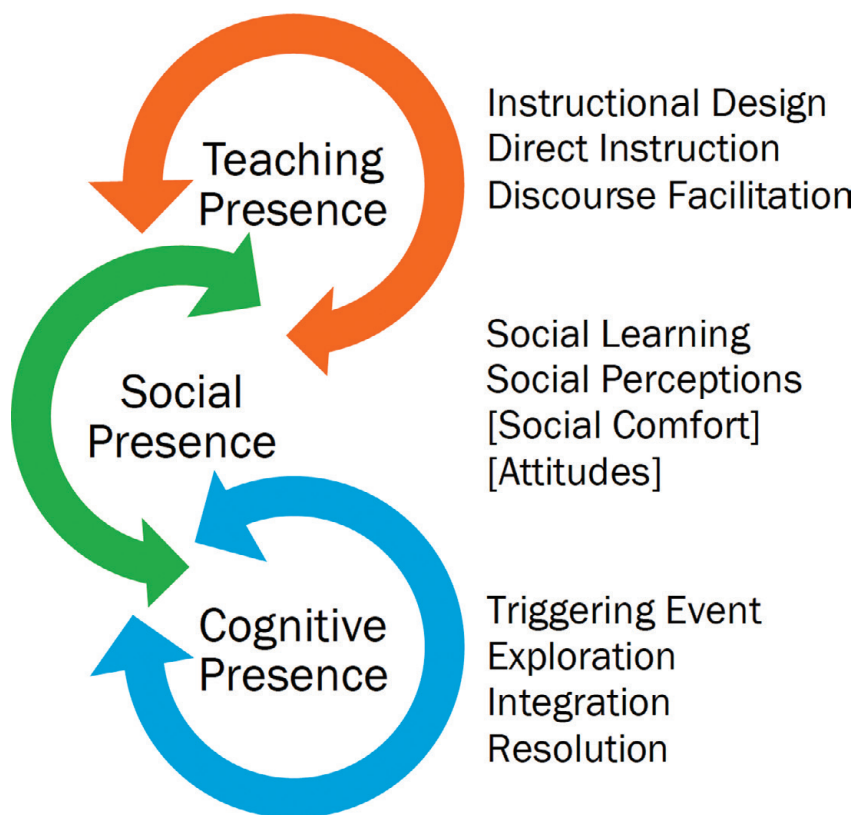 Teaching
Presence
Instructional Design
Direct Instruction
Discourse Facilitation
Social
Presence
Social Learning
Social Perceptions
[Social Comfort]
[Attitudes]
Cognitive
Presence
Triggering Event
Exploration
Integration
Resolution